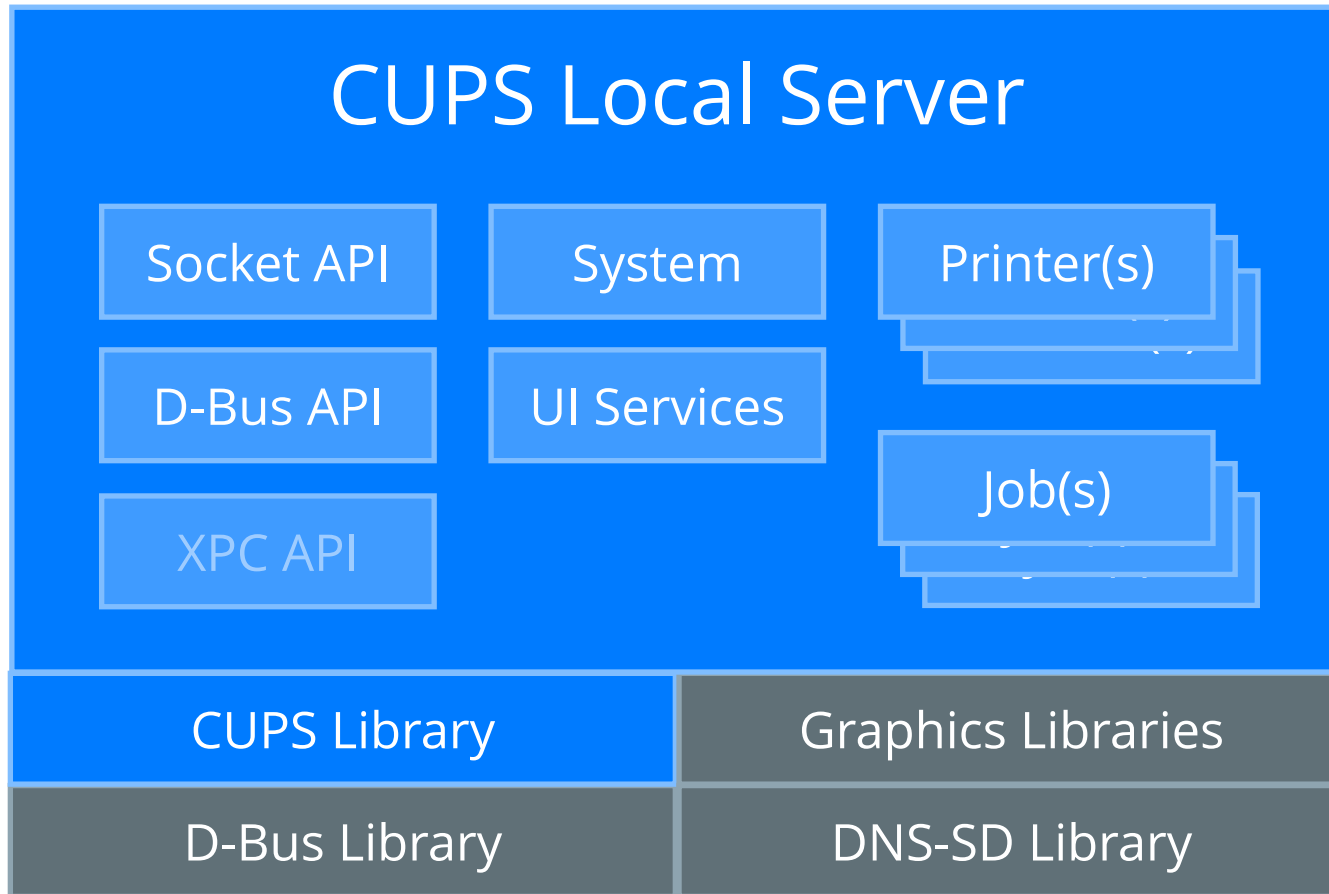 CUPS Local Server
Socket API
System
Printer(s)
D-Bus API
UI Services
Job(s)
XPC API
CUPS Library
Graphics Libraries
D-Bus Library
DNS-SD Library